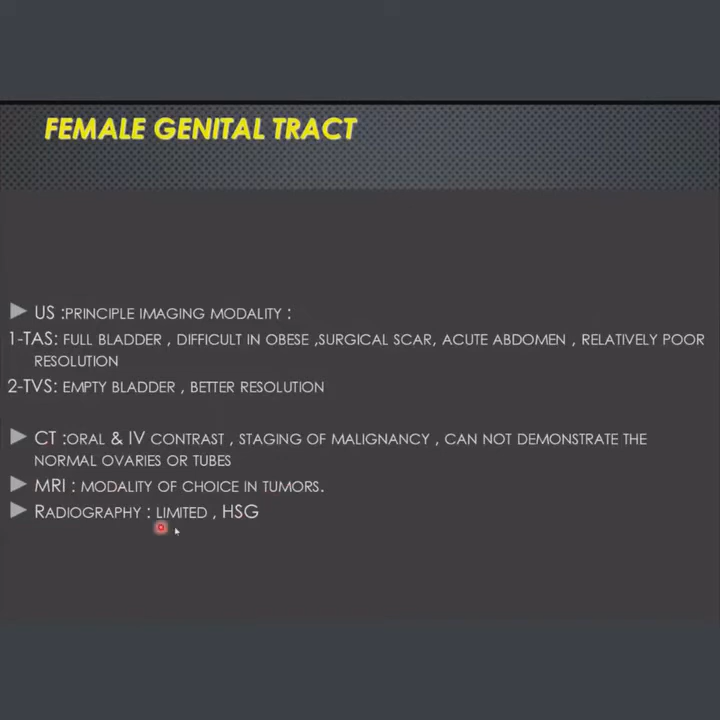 FEMALE GENITAL TRACT
US :PRINCIPLE IMAGING MODALITY :
1-TAS: FULL BLADDER , DIFFICULT IN OBESE ,SURGICAL SCAR, ACUTE ABDOMEN , RELATIVELY POOR
RESOLUTION
2-TVS: EMPTY BLADDER , BETTER RESOLUTION
CT :ORAL & IV CONTRAST , STAGING OF MALIGNANCY , CAN NOT DEMONSTRATE THE
NORMAL OVARIES OR TUBES
MRI : MODALITY OF CHOICE IN TUMORS.
RADIOGRAPHY : LIMITED , HSG